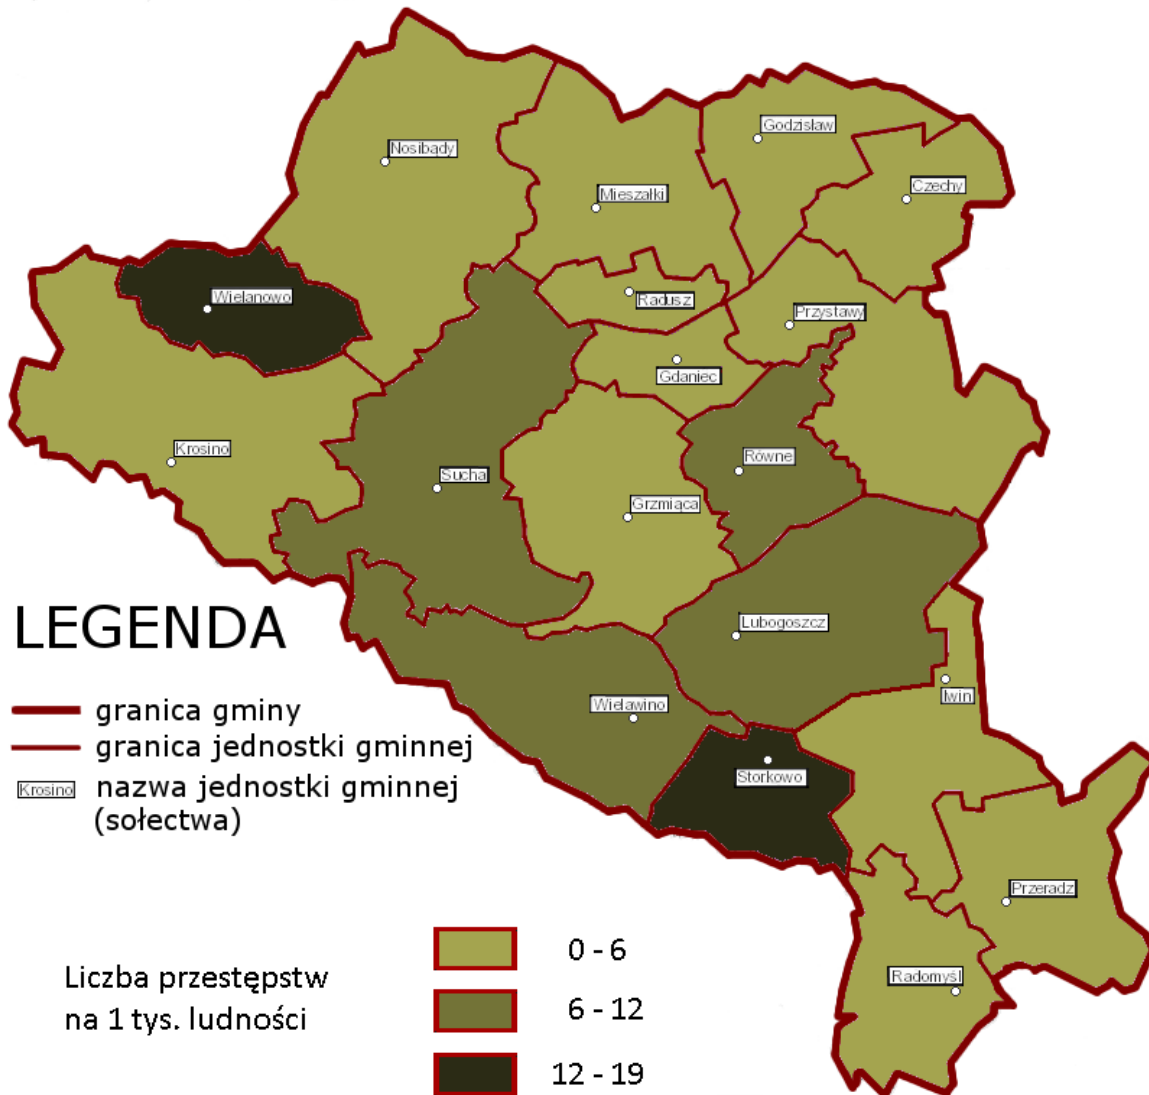 Godzisław
Nosibądy
Czechy
Mieszałki
Wielanowo
Radusz
Przystawy
Gdaniec
Krosino
Równe
Sucha
Grzmiąca
Lubogoszcz
LEGENDA
Iwin
Wielawino
granica gminy
granica jednostki gminnej
Storkowo
Krosino nazwa jednostki gminnej
(sołectwa)
Przeradz
Radomyśl
Liczba przestępstw
na 1 tys. ludności
0 - 6
6 - 12
12 - 19